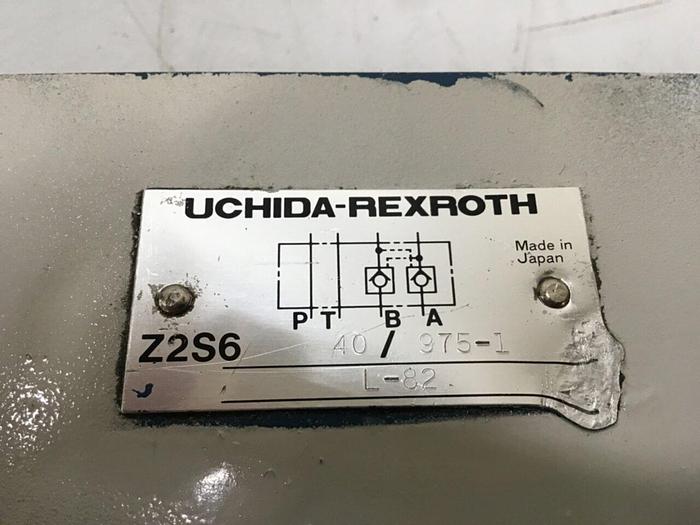 UCHIDA-REXROTH
Made in
Japan
P T B A
Z2S6 40 / 975-1
L-82